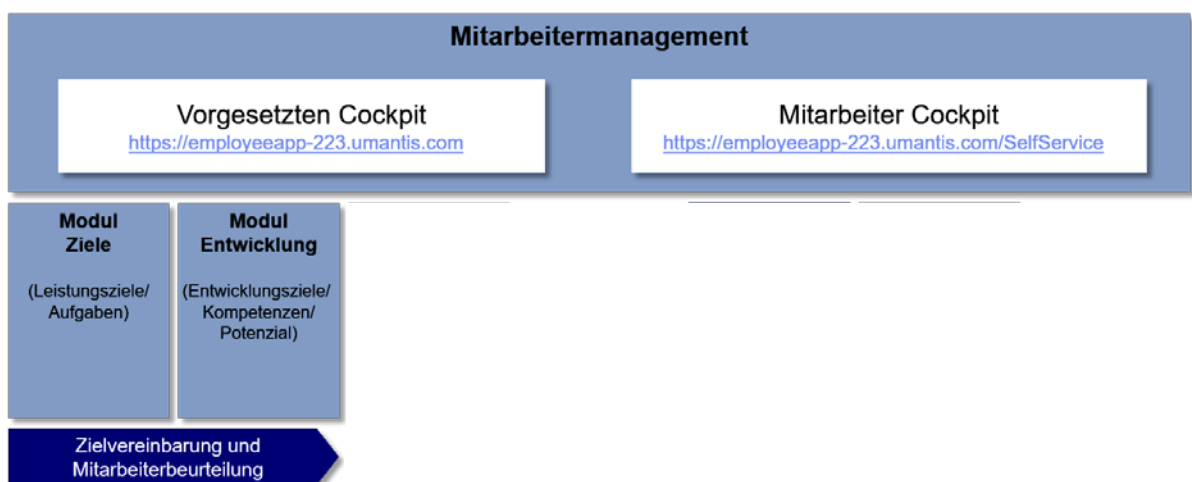 Mitarbeitermanagement
Vorgesetzten Cockpit
https://employeeapp-223.umantis.com
Mitarbeiter Cockpit
https://employeeapp-223.umantis.com/SelfService
Modul
Ziele
(Leistungsziele/
Aufgaben)
Modul
Entwicklung
(Entwicklungsziele/
Kompetenzen/
Potenzial)
Zielvereinbarung und
Mitarbeiterbeurteilung